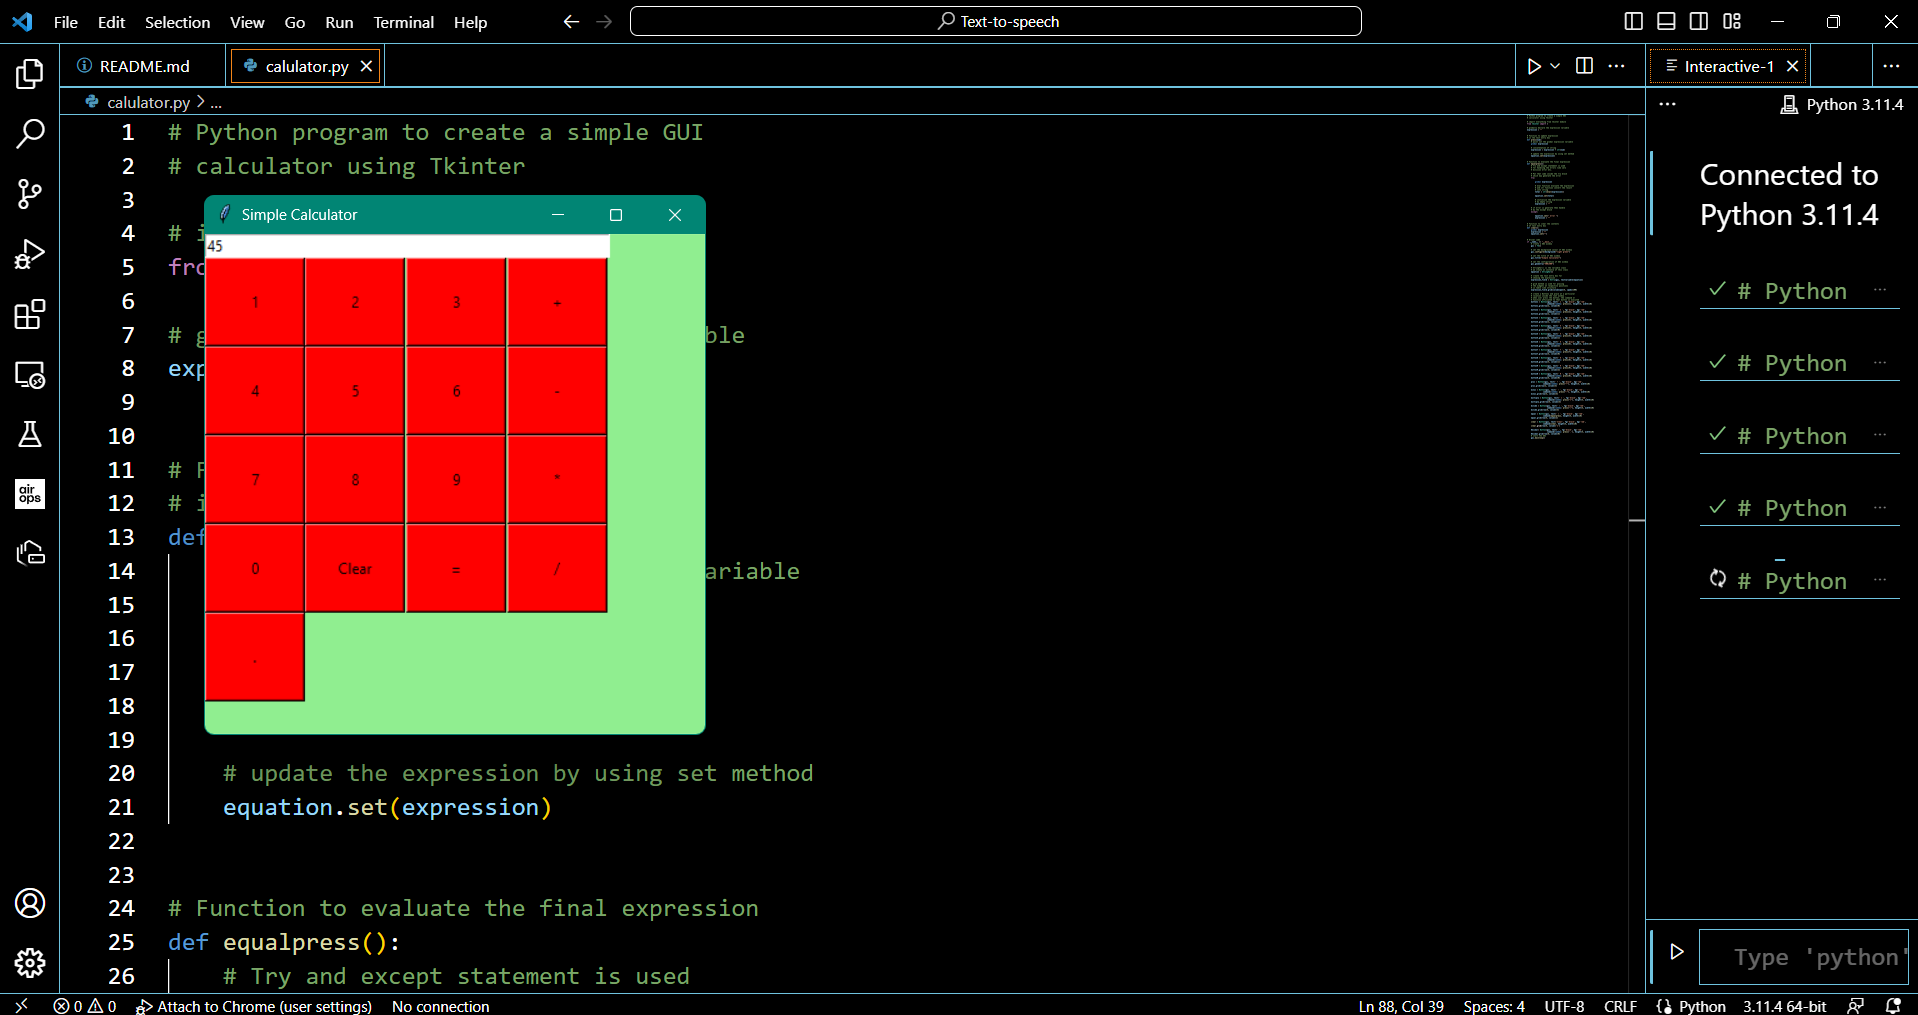 File Edit Selection View Go Run Terminal Help
Text-to-speech
README.md
calulator.py
Interactive-1
calulator.py > ...
Python 3.11.4
1 # Python program to create a simple GUI
2 # calculator using Tkinter
3
4 # i
5 fro
6
7 # g ble
8 exp
9
10
11 # F
12 # i
13 def
14 ariable
15
16
17
18
19
20 # update the expression by using set method
21 equation.set(expression)
22
23
24 # Function to evaluate the final expression
25 def equalpress():
26 # Try and except statement is used
Simple Calculator
45
1 2 3 +
4 5 6 -
7 8 9 *
0 Clear = /
.
air
ops
Connected to
Python 3.11.4
# Python ...
# Python ...
# Python ...
# Python ...
# Python ...
Type 'python'
0 0 Attach to Chrome (user settings) No connection
Ln 88, Col 39 Spaces: 4 UTF-8 CRLF Python 3.11.4 64-bit